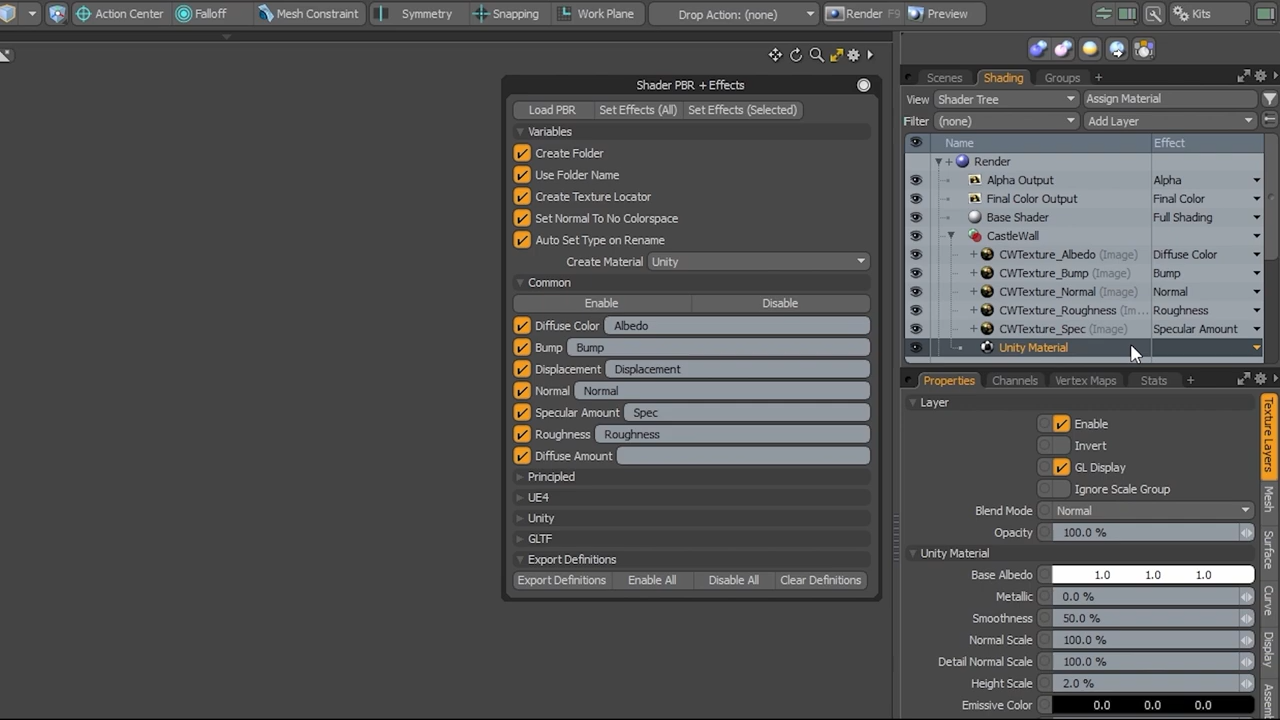 Action Center Falloff Mesh Constraint Symmetry Snapping Work Plane Drop Action: (none) Render F9 Preview Kits
Shader PBR + Effects
Load PBR Set Effects (All) Set Effects (Selected)
Variables
Create Folder
Use Folder Name
Create Texture Locator
Set Normal To No Colorspace
Auto Set Type on Rename
Create Material Unity
Common
Enable Disable
Diffuse Color Albedo
Bump Bump
Displacement Displacement
Normal Normal
Specular Amount Spec
Roughness Roughness
Diffuse Amount
Principled
UE4
Unity
GLTF
Export Definitions
Export Definitions Enable All Disable All Clear Definitions
Scenes Shading Groups +
View Shader Tree Assign Material
Filter (none) Add Layer
Name Effect
Render
Alpha Output Alpha
Final Color Output Final Color
Base Shader Full Shading
CastleWall
CWTexture_Albedo (Image) Diffuse Color
CWTexture_Bump (Image) Bump
CWTexture_Normal (Image) Normal
CWTexture_Roughness (Im... Roughness
CWTexture_Spec (Image) Specular Amount
Unity Material
Properties Channels Vertex Maps Stats +
Layer
Enable
Invert
GL Display
Ignore Scale Group
Blend Mode Normal
Opacity 100.0 %
Unity Material
Base Albedo 1.0 1.0 1.0
Metallic 0.0 %
Smoothness 50.0 %
Normal Scale 100.0 %
Detail Normal Scale 100.0 %
Height Scale 2.0 %
Emissive Color 0.0 0.0 0.0
Texture Layers
Mesh
Surface
Curve
Display
Assem